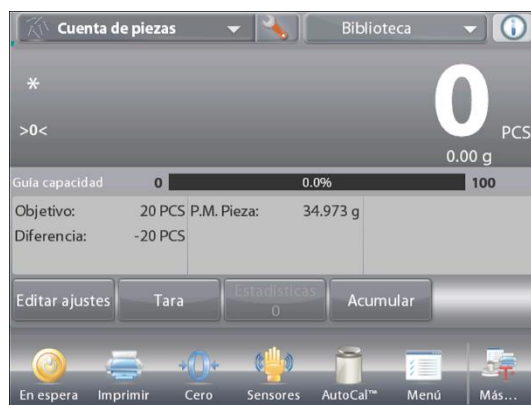 Cuenta de piezas Biblioteca
*
>0<
0 PCS
0.00 g
Guía capacidad 0 0.0% 100
Objetivo: 20 PCS P.M. Pieza: 34.973 g
Diferencia: -20 PCS
Editar ajustes Tara Estadísticas 0 Acumular
En espera Imprimir Cero Sensores AutoCal™ Menú Más...